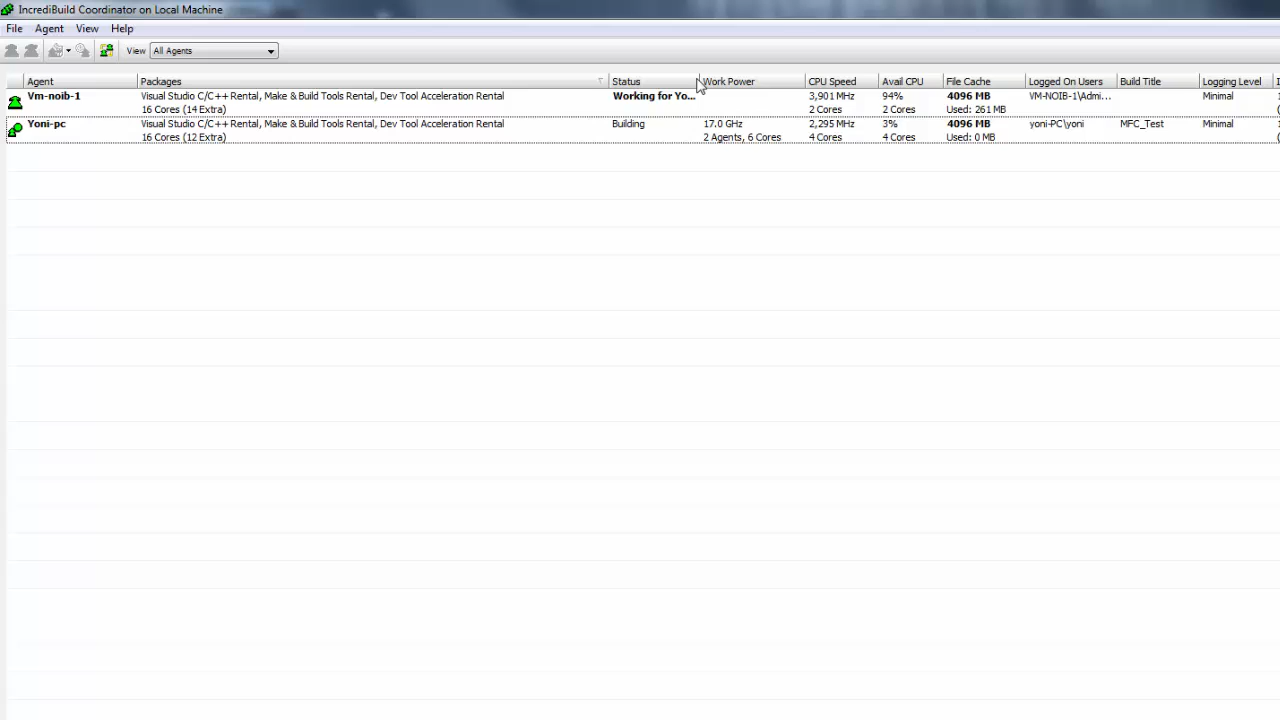 IncrediBuild Coordinator on Local Machine
File Agent View Help
View All Agents
Agent Packages Status Work Power CPU Speed Avail CPU File Cache Logged On Users Build Title Logging Level
Vm-noib-1 Visual Studio C/C++ Rental, Make & Build Tools Rental, Dev Tool Acceleration Rental Working for Yo... 3,901 MHz 94% 4096 MB VM-NOIB-1\Admi... Minimal
16 Cores (14 Extra) 2 Cores 2 Cores Used: 261 MB
Yoni-pc Visual Studio C/C++ Rental, Make & Build Tools Rental, Dev Tool Acceleration Rental Building 17.0 GHz 2,295 MHz 3% 4096 MB yoni-PC\yoni MFC_Test Minimal
16 Cores (12 Extra) 2 Agents, 6 Cores 4 Cores 4 Cores Used: 0 MB